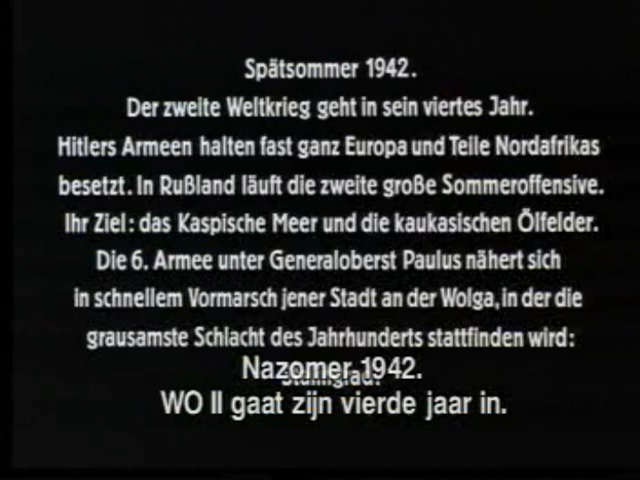 Spätsommer 1942.
Der zweite Weltkrieg geht in sein viertes Jahr.
Hitlers Armeen halten fast ganz Europa und Teile Nordafrikas
besetzt. In Rußland läuft die zweite große Sommeroffensive.
Ihr Ziel: das Kaspische Meer und die kaukasischen Ölfelder.
Die 6. Armee unter Generaloberst Paulus nähert sich
in schnellem Vormarsch jener Stadt an der Wolga, in der die
grausamste Schlacht des Jahrhunderts stattfinden wird:
Stalingrad.
Nazomer 1942.
WO II gaat zijn vierde jaar in.